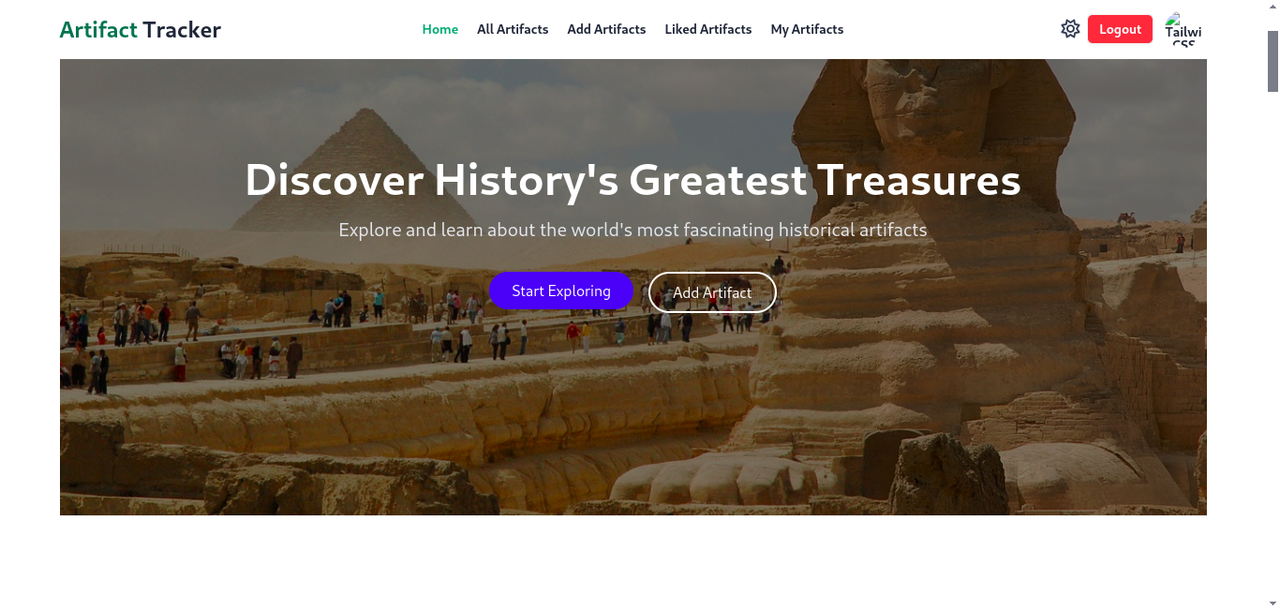 Artifact Tracker
Home All Artifacts Add Artifacts Liked Artifacts My Artifacts
Logout
Tailwi
CSS
Discover History's Greatest Treasures
Explore and learn about the world's most fascinating historical artifacts
Start Exploring
Add Artifact